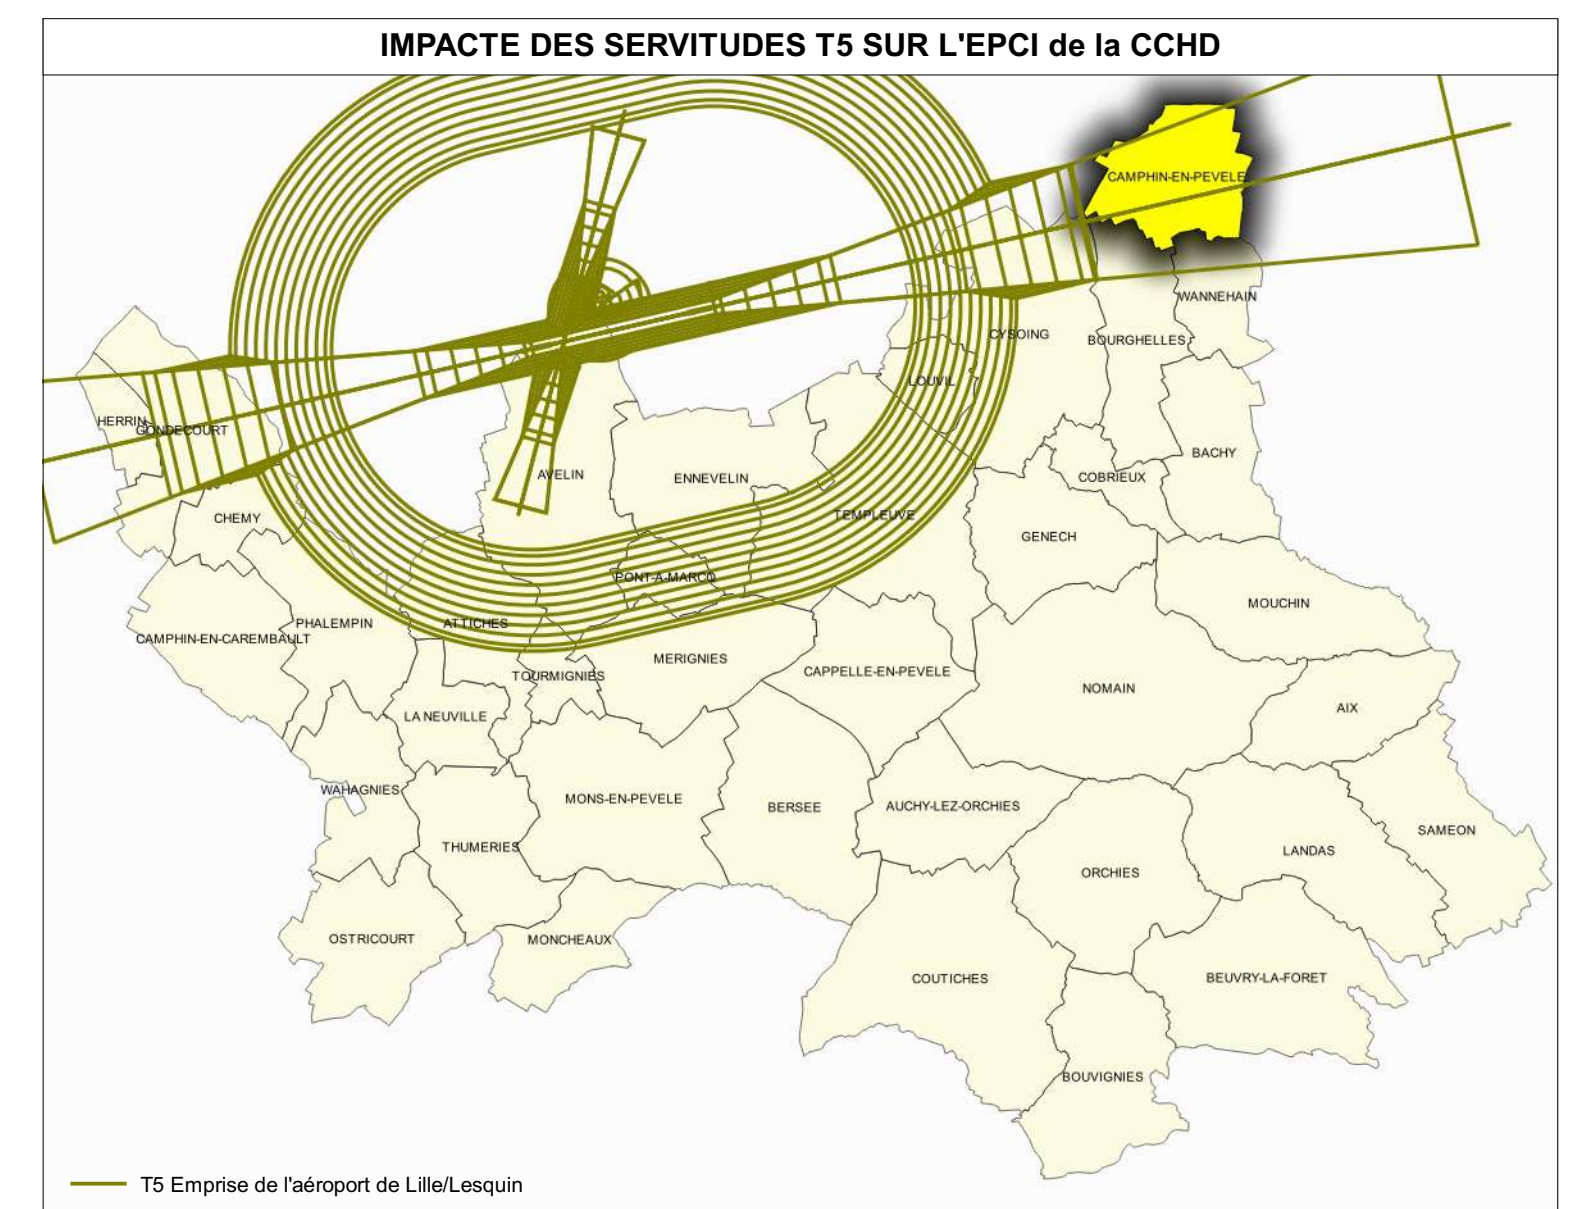 IMPACTE DES SERVITUDES T5 SUR L'EPCI de la CCHD
CAMPHIN-EN-PEVELE
WANNEHAIN
CYSOING
BOURGHELLES
LOUVIL
HERRIN
GONDECOURT
BACHY
AVELIN
ENNEVELIN
COBRIEUX
CHEMY
TEMPLEUVE
GENECH
PONT-A-MARCQ
MOUCHIN
PHALEMPIN
ATTICHES
CAMPHIN-EN-CAREMBAULT
MERIGNIES
CAPPELLE-EN-PEVELE
TOURMIGNIES
NOMAIN
AIX
LA NEUVILLE
WAHAGNIES
MONS-EN-PEVELE
BERSEE
AUCHY-LEZ-ORCHIES
SAMEON
THUMERIES
LANDAS
ORCHIES
OSTRICOURT
MONCHEAUX
COUTICHES
BEUVRY-LA-FORET
BOUVIGNIES
T5 Emprise de l'aéroport de Lille/Lesquin